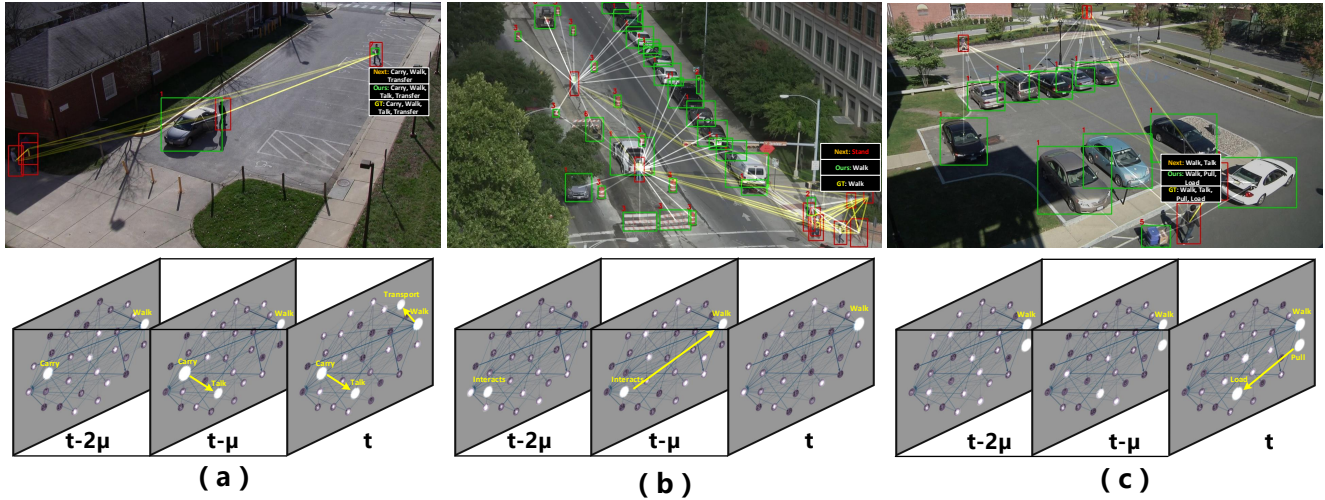 Next: Carry, Walk,
Transfer
Ours: Carry, Walk,
Talk, Transfer
GT: Carry, Walk,
Talk, Transfer
Next: Stand
Ours: Walk
GT: Walk
Next: Walk, Talk
Ours: Walk, Pull,
Load
GT: Walk, Talk,
Pull, Load
Walk
Carry
t-2μ
Walk
Carry
Talk
t-μ
Transport
Walk
Carry
Talk
t
(a)
Walk
Interacts
t-2μ
Walk
Interacts
t-μ
Walk
t
(b)
Walk
t-2μ
Walk
t-μ
Walk
Pull
Load
t
(c)